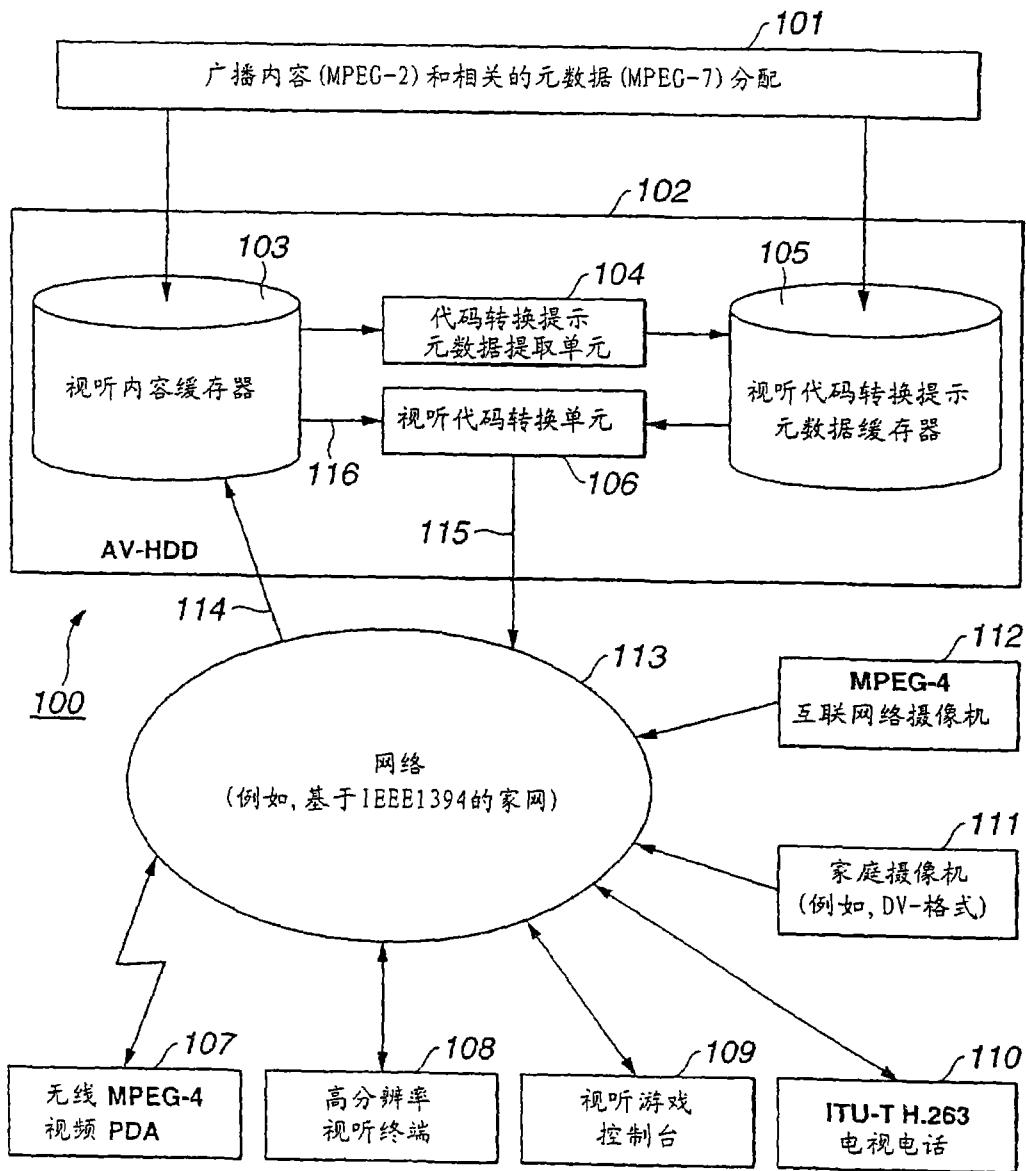 101
广播内容(MPEG-2)和相关的元数据(MPEG-7)分配
102
103
104
105
代码转换提示
元数据提取单元
视听内容缓存器
视听代码转换单元
视听代码转换提示
元数据缓存器
116
106
115
AV-HDD
114
100
113
112
MPEG-4
互联网络摄像机
网络
(例如,基于IEEE1394的家网)
111
家庭摄像机
(例如,DV-格式)
107
无线 MPEG-4
视频 PDA
108
高分辨率
视听终端
109
视听游戏
控制台
110
ITU-T H.263
电视电话